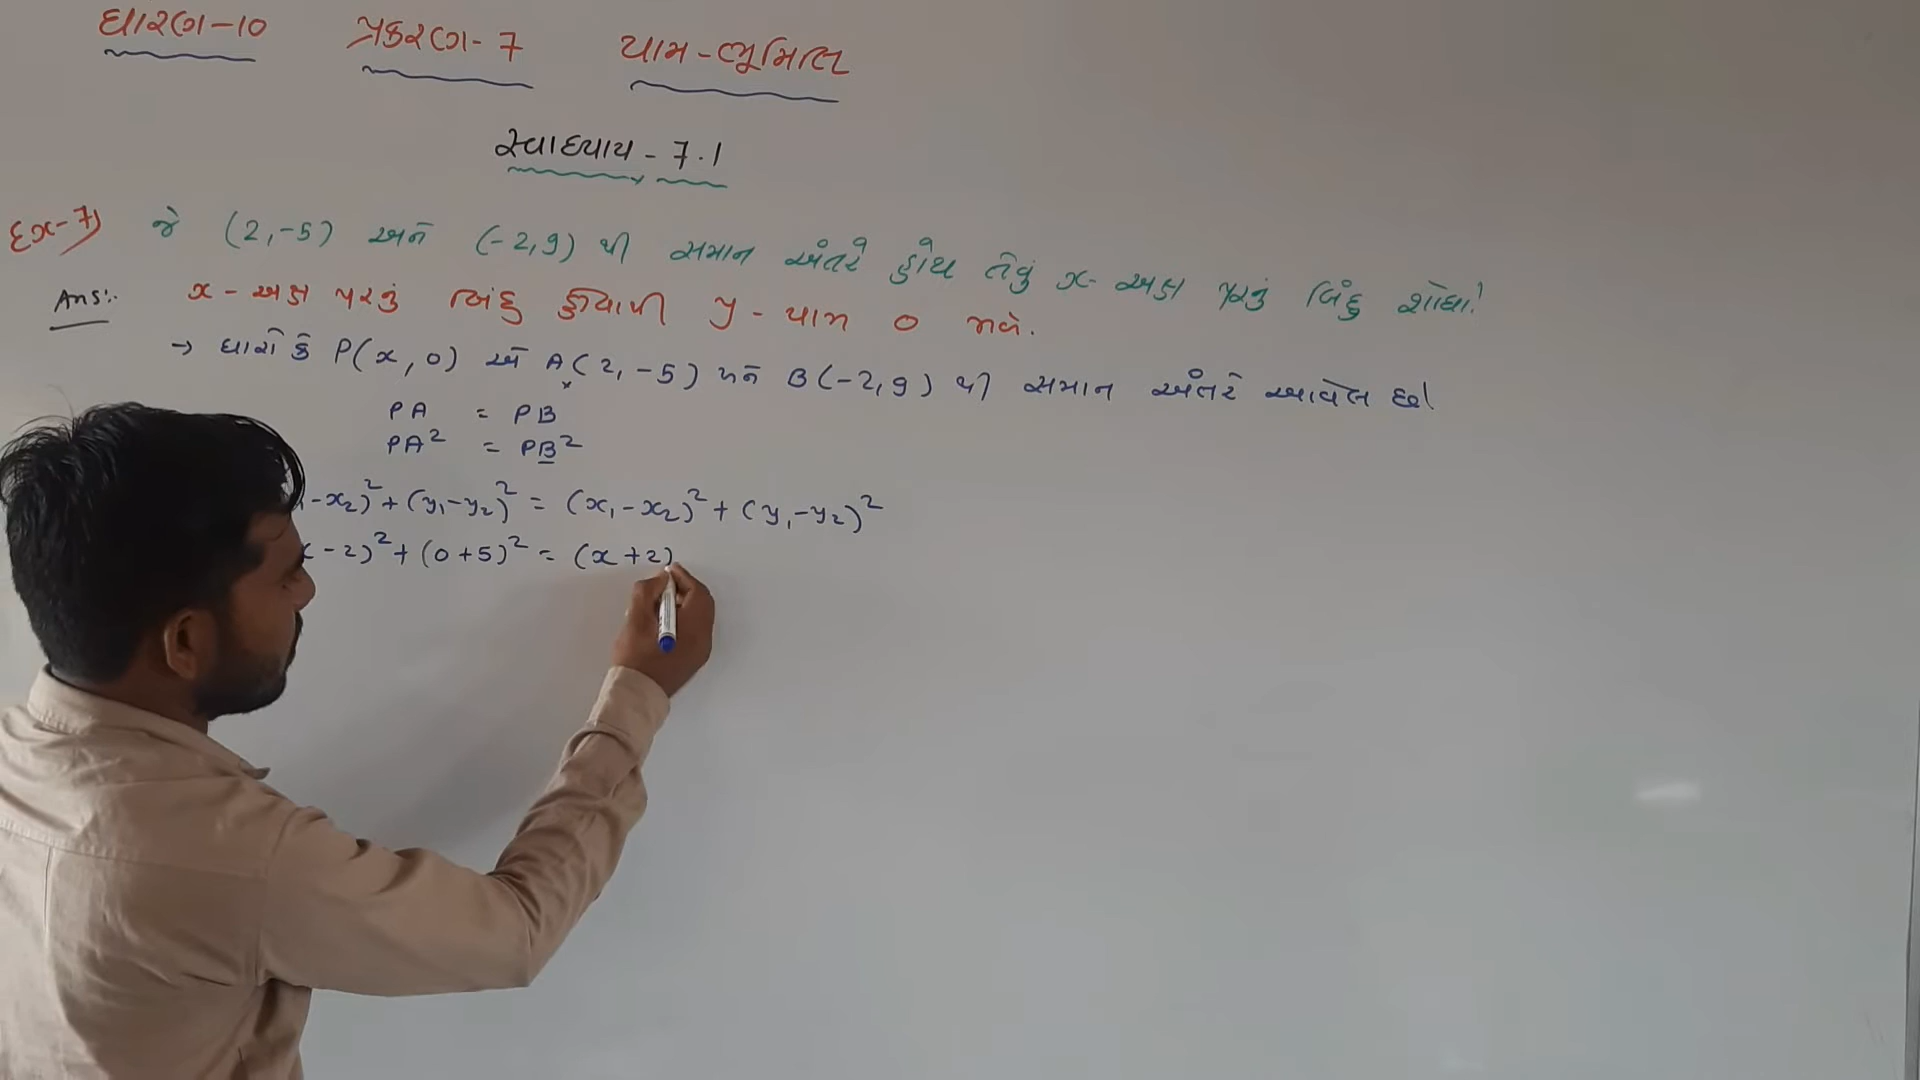 ધોરણ-10 પ્રકરણ-7 યામ-ભૂમિતિ
સ્વાધ્યાય-7.1
Ex-7) જે (2,-5) અને (-2,9) થી સમાન અંતરે હોય તેવું x-અક્ષ પરનું બિંદુ શોધો!
Ans:- x-અક્ષ પરનું બિંદુ હોવાથી y-યામ 0 મળે.
→ ધારો કે P(x,0) એ A(2,-5) અને B(-2,9) થી સમાન અંતરે આવેલ છે!
PA = PB
PA² = PB²
-x₂)²+(y₁-y₂)² = (x₁-x₂)²+(y₁-y₂)²
-2)²+(0+5)² = (x+2)